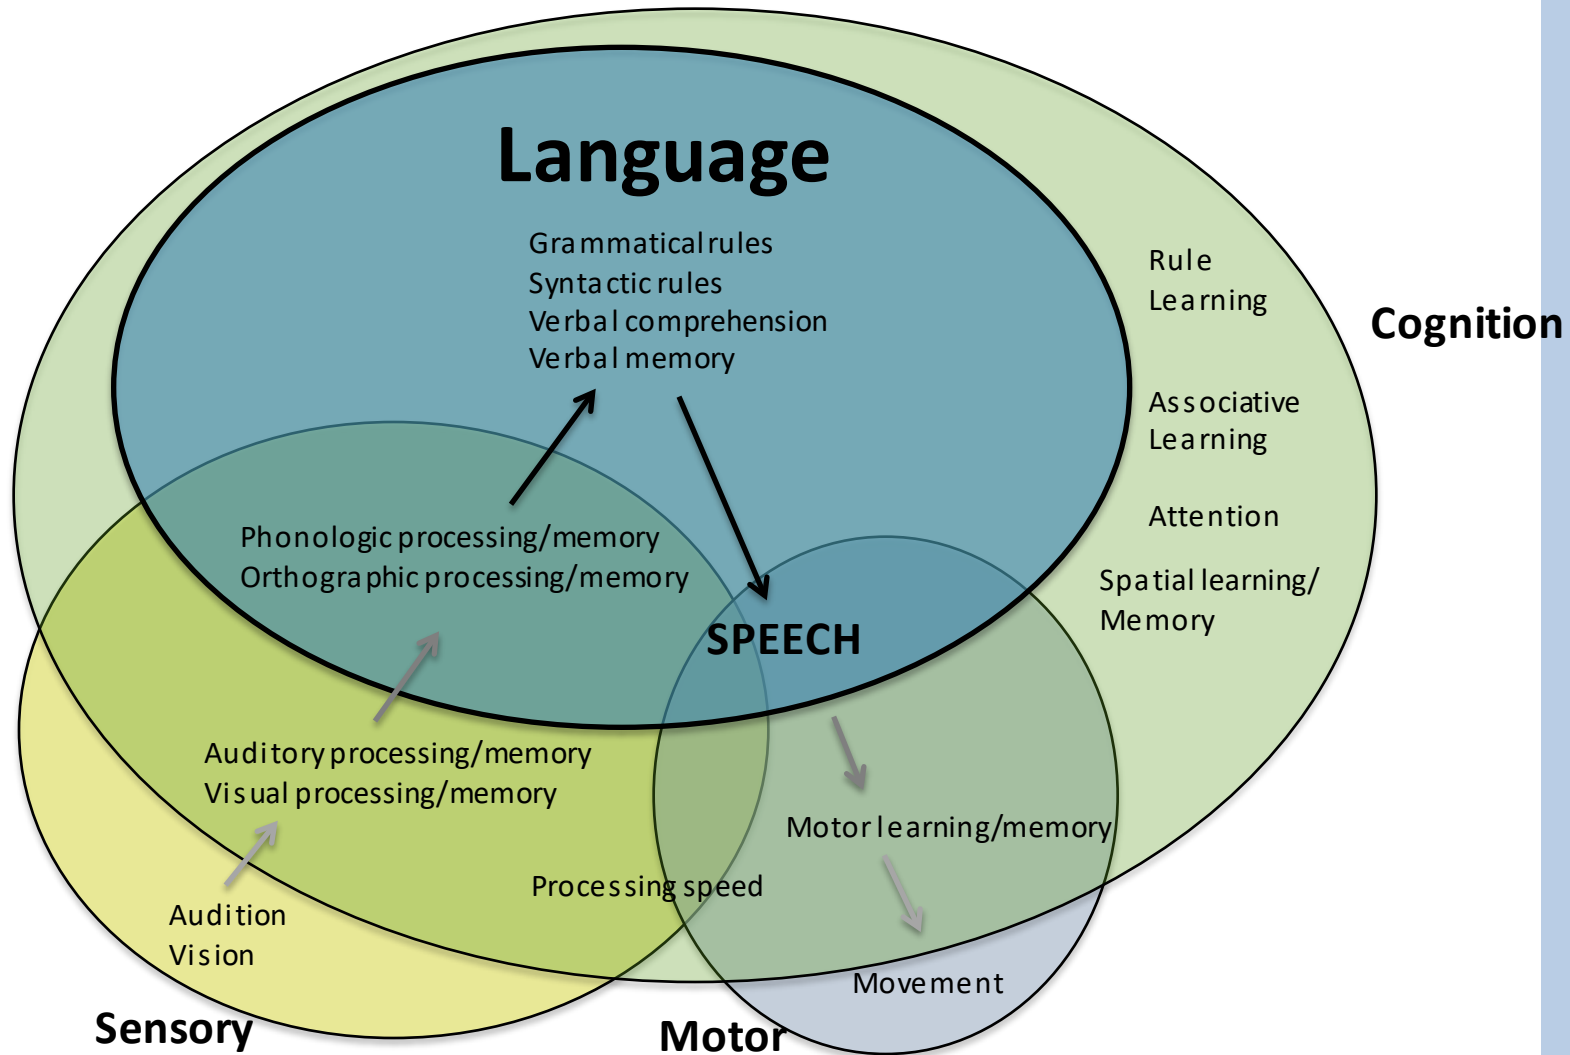 Language
Grammatical rules
Syntactic rules
Verbal comprehension
Verbal memory
Rule
Learning
Cognition
Associative
Learning
Attention
Spatial learning/
Memory
Phonologic processing/memory
Orthographic processing/memory
SPEECH
Auditory processing/memory
Visual processing/memory
Motor learning/memory
Processing speed
Audition
Vision
Movement
Sensory
Motor